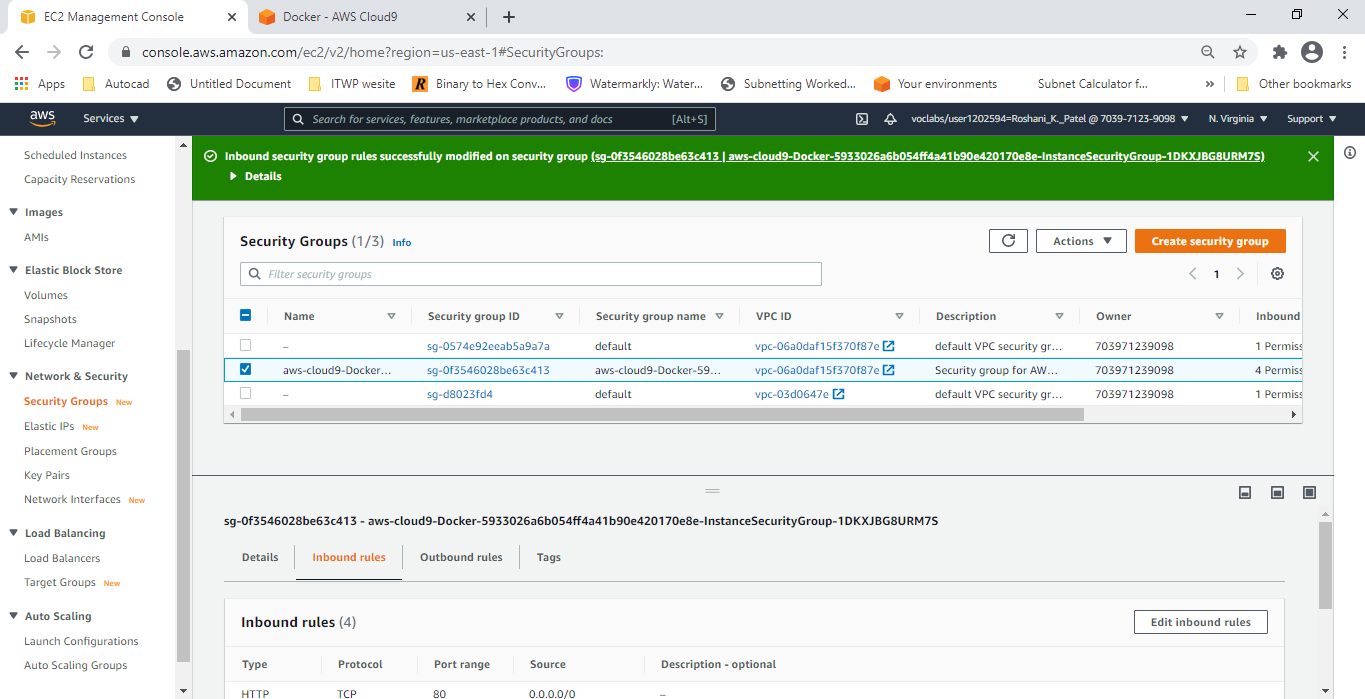 EC2 Management Console
Docker - AWS Cloud9
console.aws.amazon.com/ec2/v2/home?region=us-east-1#SecurityGroups:
Apps Autocad Untitled Document ITWP wesite Binary to Hex Conv... Watermarkly: Water... Subnetting Worked... Your environments Subnet Calculator f... » Other bookmarks
aws Services Search for services, features, marketplace products, and docs [Alt+S] voclabs/user1202594=Roshani_K._Patel @ 7039-7123-9098 N. Virginia Support
Scheduled Instances
Capacity Reservations
Images
AMIs
Elastic Block Store
Volumes
Snapshots
Lifecycle Manager
Network & Security
Security Groups New
Elastic IPs New
Placement Groups
Key Pairs
Network Interfaces New
Load Balancing
Load Balancers
Target Groups New
Auto Scaling
Launch Configurations
Auto Scaling Groups
Inbound security group rules successfully modified on security group (sg-0f3546028be63c413 | aws-cloud9-Docker-5933026a6b054ff4a41b90e420170e8e-InstanceSecurityGroup-1DKXJBG8URM7S)
Details
Security Groups (1/3) Info
Actions
Create security group
Filter security groups
1
Name Security group ID Security group name VPC ID Description Owner Inbound
– sg-0574e92eeab5a9a7a default vpc-06a0daf15f370f87e default VPC security gr... 703971239098 1 Permiss
aws-cloud9-Docker... sg-0f3546028be63c413 aws-cloud9-Docker-59... vpc-06a0daf15f370f87e Security group for AW... 703971239098 4 Permiss
– sg-d8023fd4 default vpc-03d0647e default VPC security gr... 703971239098 1 Permiss
sg-0f3546028be63c413 - aws-cloud9-Docker-5933026a6b054ff4a41b90e420170e8e-InstanceSecurityGroup-1DKXJBG8URM7S
Details Inbound rules Outbound rules Tags
Inbound rules (4)
Edit inbound rules
Type Protocol Port range Source Description - optional
HTTP TCP 80 0.0.0.0/0 –